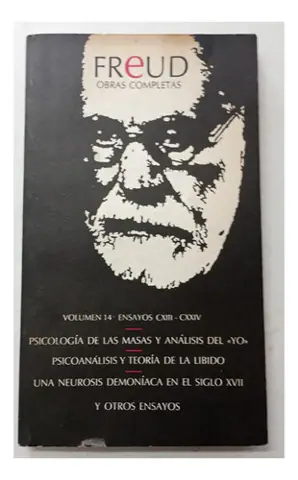 FReUD
OBRAS COMPLETAS
VOLUMEN 14 - ENSAYOS CXIII - CXXIV
PSICOLOGÍA DE LAS MASAS Y ANÁLISIS DEL «YO»
PSICOANÁLISIS Y TEORÍA DE LA LIBIDO
UNA NEUROSIS DEMONÍACA EN EL SIGLO XVII
Y OTROS ENSAYOS